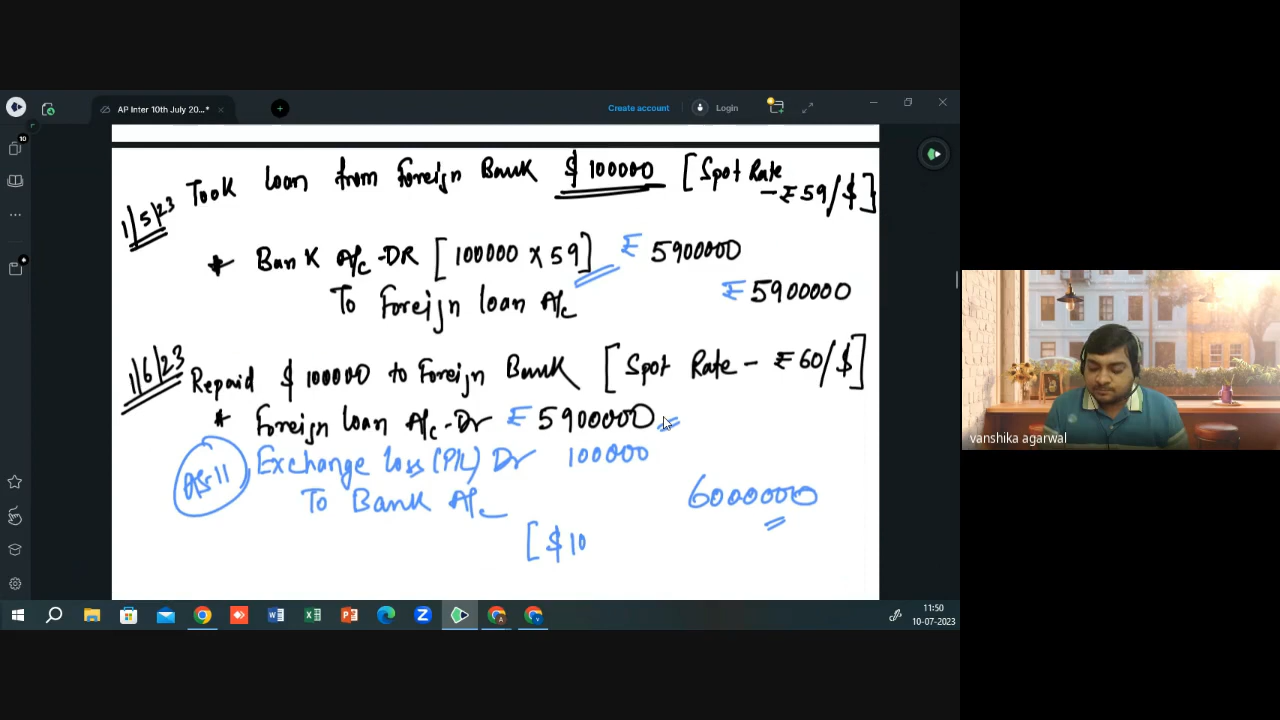 AP Inter 10th July 20...*
Create account
Login
10
1/5/23 Took loan from Foreign Bank $ 100000 [Spot Rate
- ₹ 59/$]
* Bank A/c - DR [100000 x 59] ₹ 5900000
To Foreign loan A/c ₹ 5900000
1/6/23 Repaid $ 100000 to Foreign Bank [Spot Rate - ₹ 60/$]
* Foreign loan A/c - Dr ₹ 5900000
AS 11 Exchange loss (P/L) Dr 100000
To Bank A/c 6000000
[$ 10
vanshika agarwal
11:50
10-07-2023